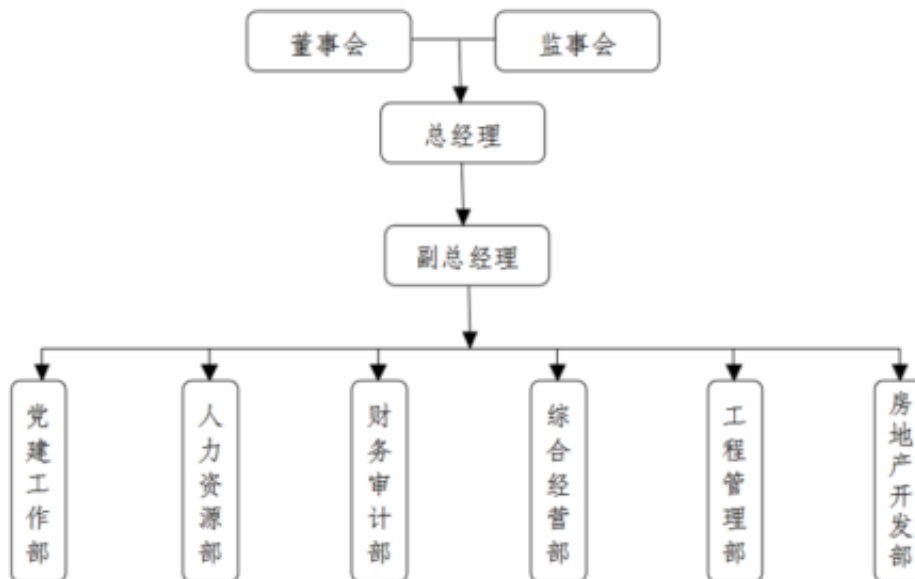 董事会
监事会
总经理
副总经理
党建工作部
人力资源部
财务审计部
综合经营部
工程管理部
房地产开发部